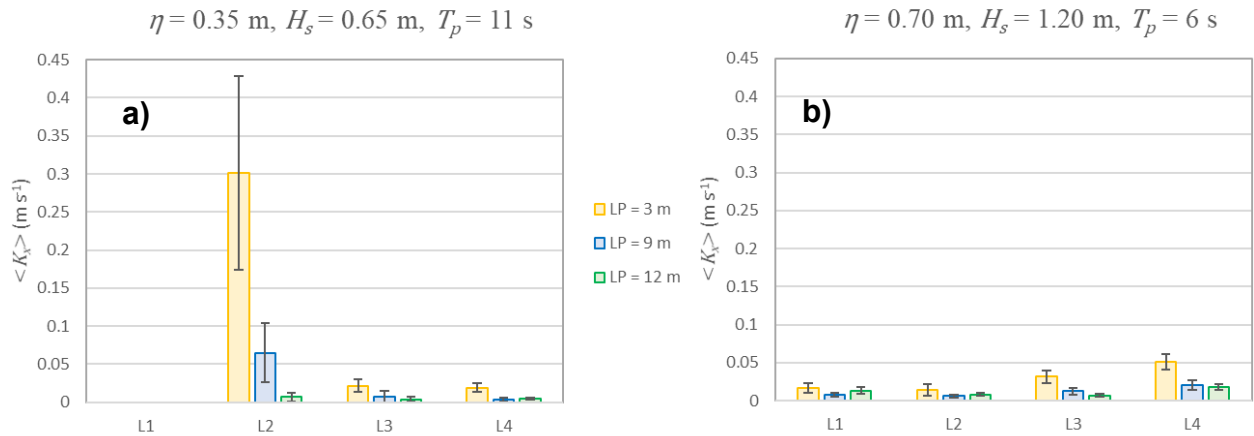 η = 0.35 m, Hₛ = 0.65 m, Tₚ = 11 s
a)
<Kₓ> (m s⁻¹)
0.45
0.4
0.35
0.3
0.25
0.2
0.15
0.1
0.05
0
L1 L2 L3 L4
LP = 3 m
LP = 9 m
LP = 12 m
η = 0.70 m, Hₛ = 1.20 m, Tₚ = 6 s
b)
<Kₓ> (m s⁻¹)
0.45
0.4
0.35
0.3
0.25
0.2
0.15
0.1
0.05
0
L1 L2 L3 L4